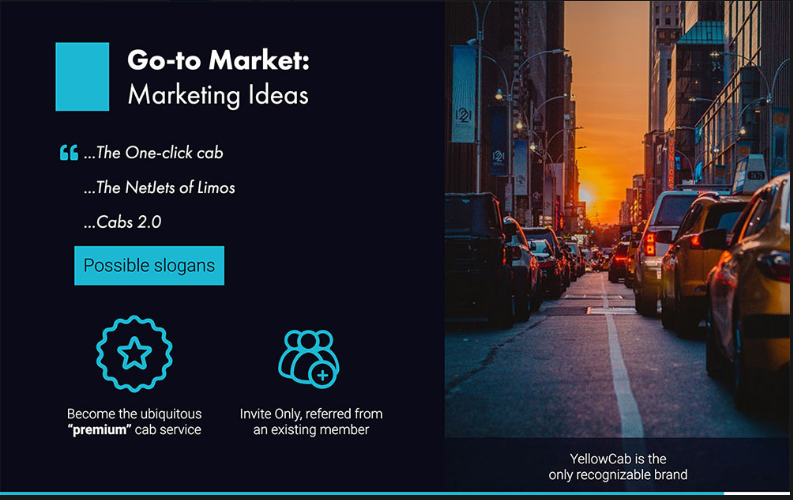 Go-to Market:
Marketing Ideas
“ ...The One-click cab
...The NetJets of Limos
...Cabs 2.0
Possible slogans
Become the ubiquitous
“premium” cab service
Invite Only, referred from
an existing member
YellowCab is the
only recognizable brand